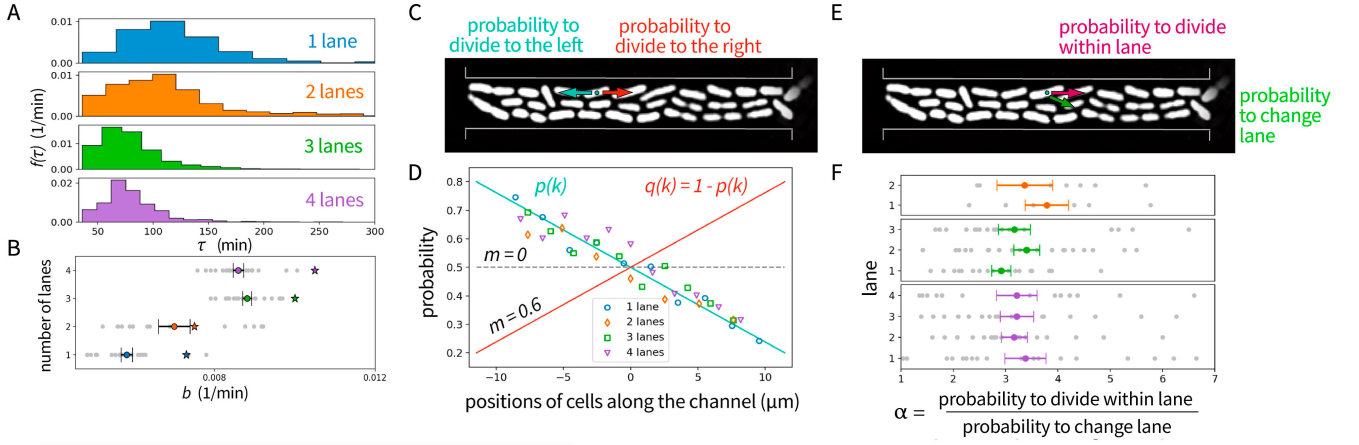 A
0.01
0.00
1 lane
0.01
0.00
2 lanes
0.01
0.00
3 lanes
0.02
0.00
4 lanes
f(τ) (1/min)
50
100
150
200
250
300
τ (min)
B
number of lanes
4
3
2
1
0.008
0.012
b (1/min)
C
probability to
divide to the left
probability to
divide to the right
D
p(k)
q(k) = 1 - p(k)
m = 0
m = 0.6
probability
0.8
0.7
0.6
0.5
0.4
0.3
0.2
1 lane
2 lanes
3 lanes
4 lanes
−10
−5
0
5
10
positions of cells along the channel (μm)
E
probability to divide
within lane
probability
to change
lane
F
lane
2
1
3
2
1
4
3
2
1
1
2
3
4
5
6
7
α = probability to divide within lane
probability to change lane